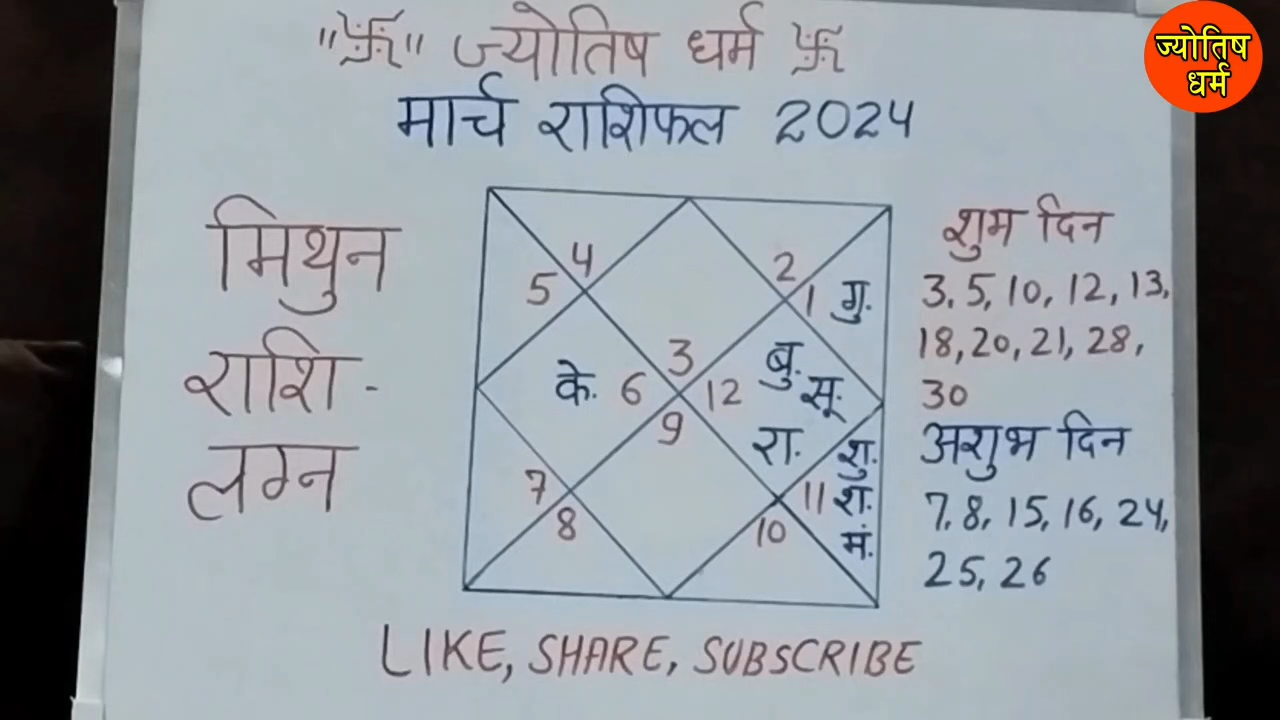 "卐" ज्योतिष धर्म 卐
ज्योतिष
धर्म
मार्च राशिफल 2024
मिथुन
राशि -
लग्न
4
5
2
1 गु.
3
के. 6
12 बु. सू.
रा.
9
7
8
10
11 शु.
श.
मं.
शुभ दिन
3, 5, 10, 12, 13,
18, 20, 21, 28,
30
अशुभ दिन
7, 8, 15, 16, 24,
25, 26
LIKE, SHARE, SUBSCRIBE